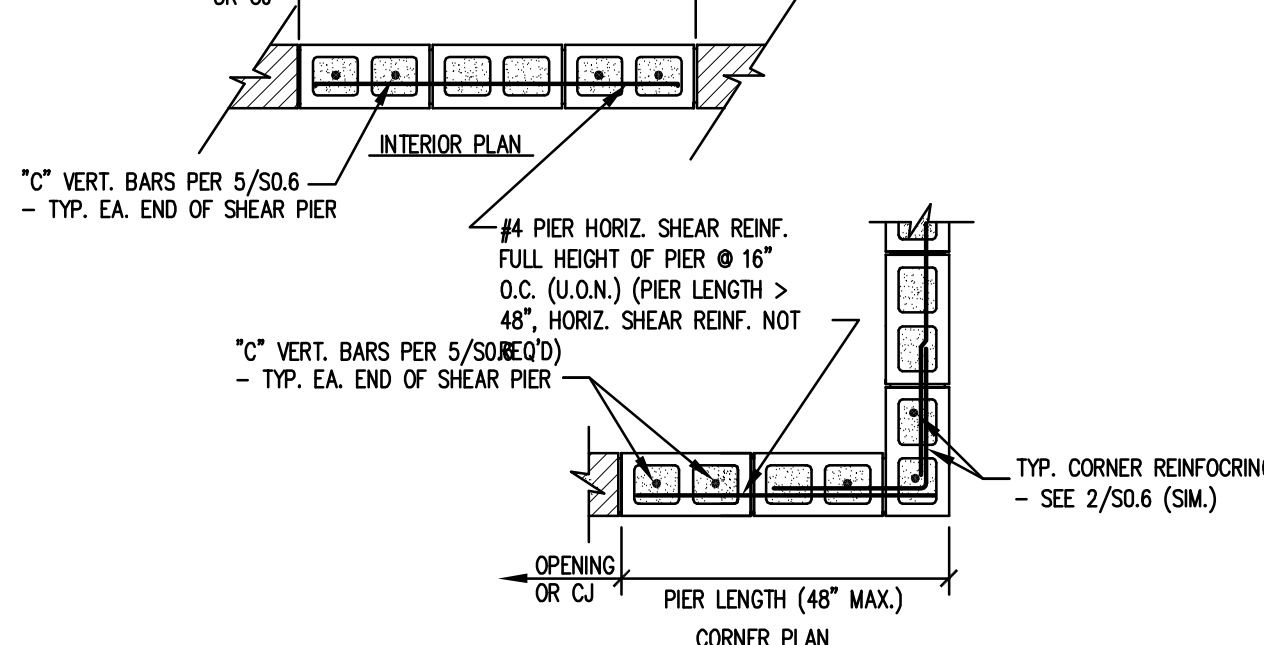 OR CJ
INTERIOR PLAN
"C" VERT. BARS PER 5/S0.6
- TYP. EA. END OF SHEAR PIER
#4 PIER HORIZ. SHEAR REINF.
FULL HEIGHT OF PIER @ 16"
O.C. (U.O.N.) (PIER LENGTH >
48", HORIZ. SHEAR REINF. NOT
REQ'D)
"C" VERT. BARS PER 5/S0.6
- TYP. EA. END OF SHEAR PIER
TYP. CORNER REINFOCRING
- SEE 2/S0.6 (SIM.)
OPENING
OR CJ
PIER LENGTH (48" MAX.)
CORNER PLAN